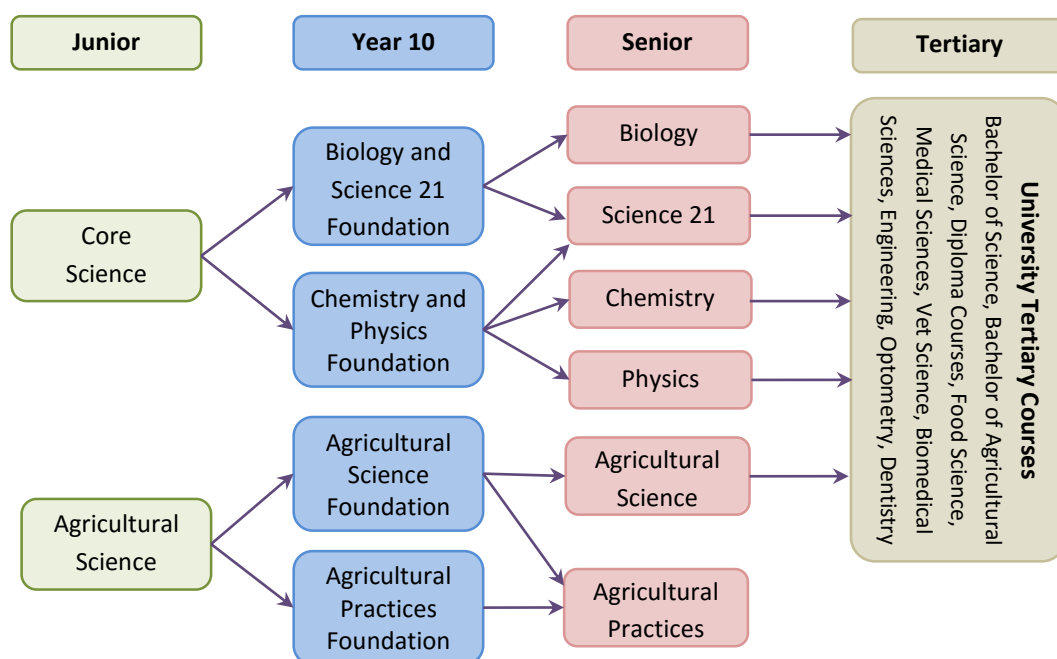 Junior
Year 10
Senior
Tertiary
Core
Science
Agricultural
Science
Biology and
Science 21
Foundation
Chemistry and
Physics
Foundation
Agricultural
Science
Foundation
Agricultural
Practices
Foundation
Biology
Science 21
Chemistry
Physics
Agricultural
Science
Agricultural
Practices
University Tertiary Courses
Bachelor of Science, Bachelor of Agricultural
Science, Diploma Courses, Food Science,
Medical Sciences, Vet Science, Biomedical
Sciences, Engineering, Optometry, Dentistry